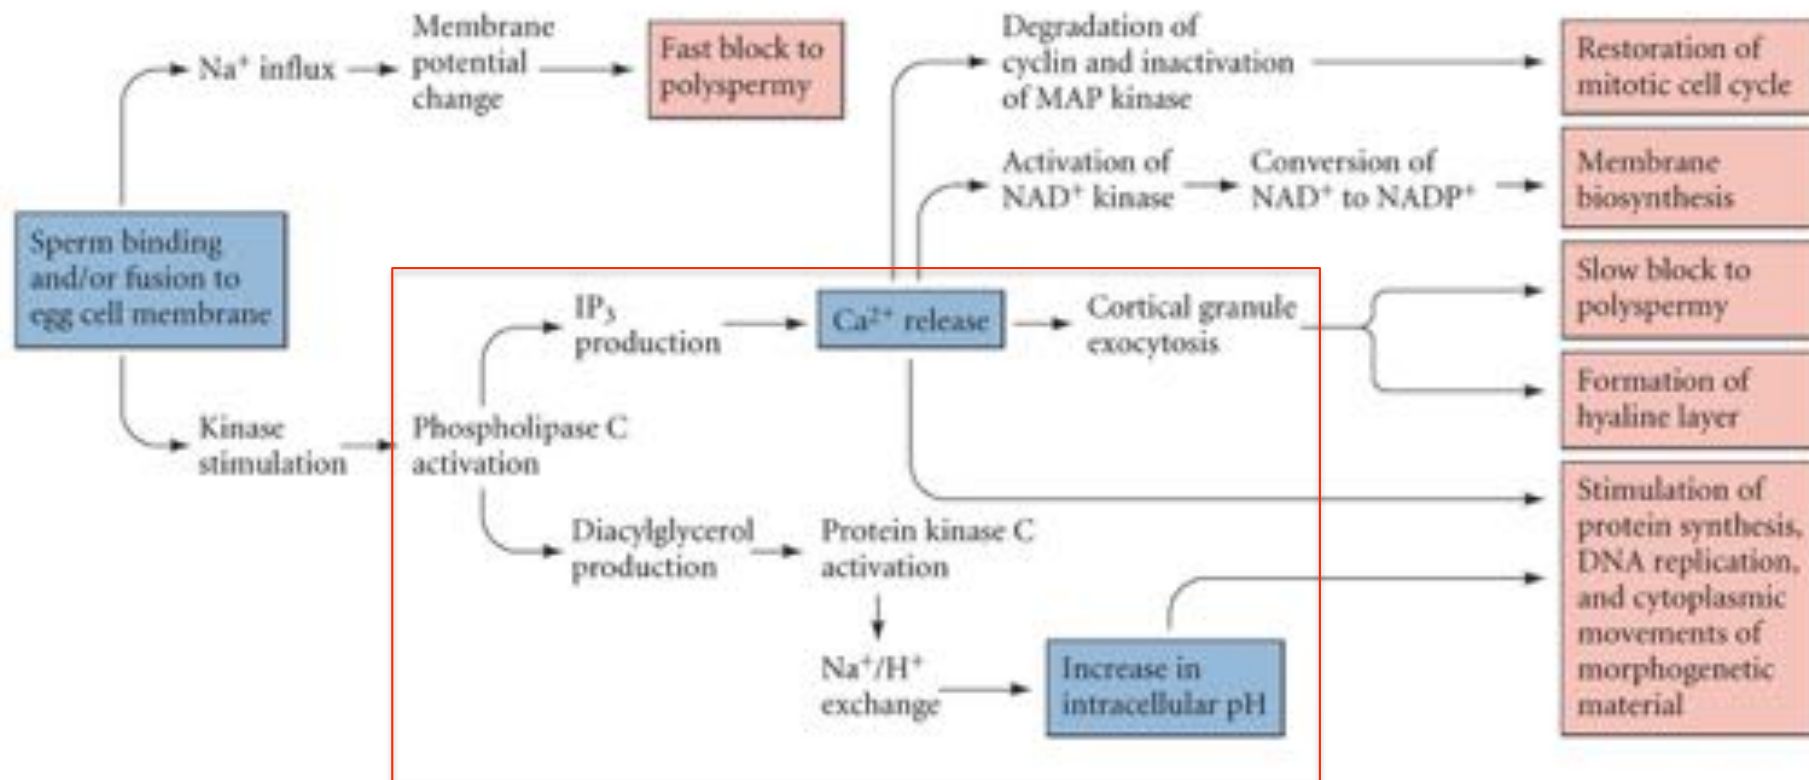 Na⁺ influx
Membrane
potential
change
Fast block to
polyspermy
Degradation of
cyclin and inactivation
of MAP kinase
Restoration of
mitotic cell cycle
Activation of
NAD⁺ kinase
Conversion of
NAD⁺ to NADP⁺
Membrane
biosynthesis
Sperm binding
and/or fusion to
egg cell membrane
IP₃
production
Ca²⁺ release
Cortical granule
exocytosis
Slow block to
polyspermy
Formation of
hyaline layer
Kinase
stimulation
Phospholipase C
activation
Diacylglycerol
production
Protein kinase C
activation
Na⁺/H⁺
exchange
Increase in
intracellular pH
Stimulation of
protein synthesis,
DNA replication,
and cytoplasmic
movements of
morphogenetic
material